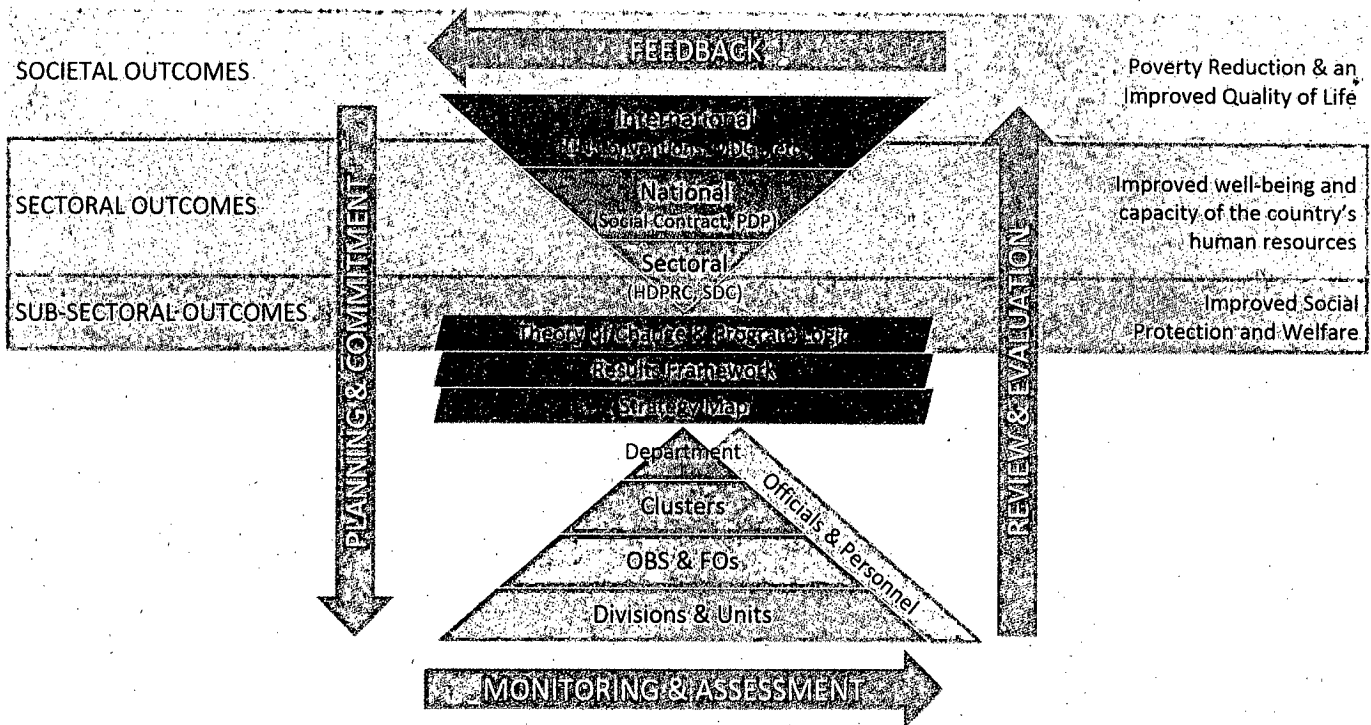 FEEDBACK
SOCIETAL OUTCOMES
Poverty Reduction & an
Improved Quality of Life
International
Conventions, MDG, etc
SECTORAL OUTCOMES
National
(Social Contract, PDP)
Improved well-being and
capacity of the country's
human resources
Sectoral
(HDPRC, SDC)
SUB-SECTORAL OUTCOMES
Improved Social
Protection and Welfare
Theory of Change & Program Logic
Results Framework
Strategy Map
PLANNING & COMMITMENT
REVIEW & EVALUATION
Department
Clusters
OBS & FOs
Divisions & Units
Officials & Personnel
MONITORING & ASSESSMENT